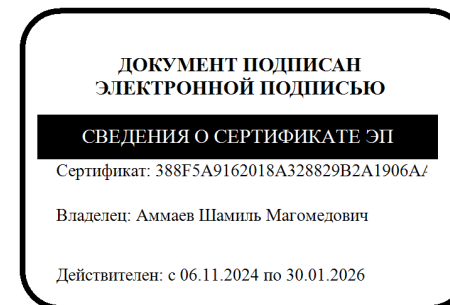 ДОКУМЕНТ ПОДПИСАН
ЭЛЕКТРОННОЙ ПОДПИСЬЮ
СВЕДЕНИЯ О СЕРТИФИКАТЕ ЭП
Сертификат: 388F5A9162018A328829B2A1906A
Владелец: Аммаев Шамиль Магомедович
Действителен: с 06.11.2024 по 30.01.2026